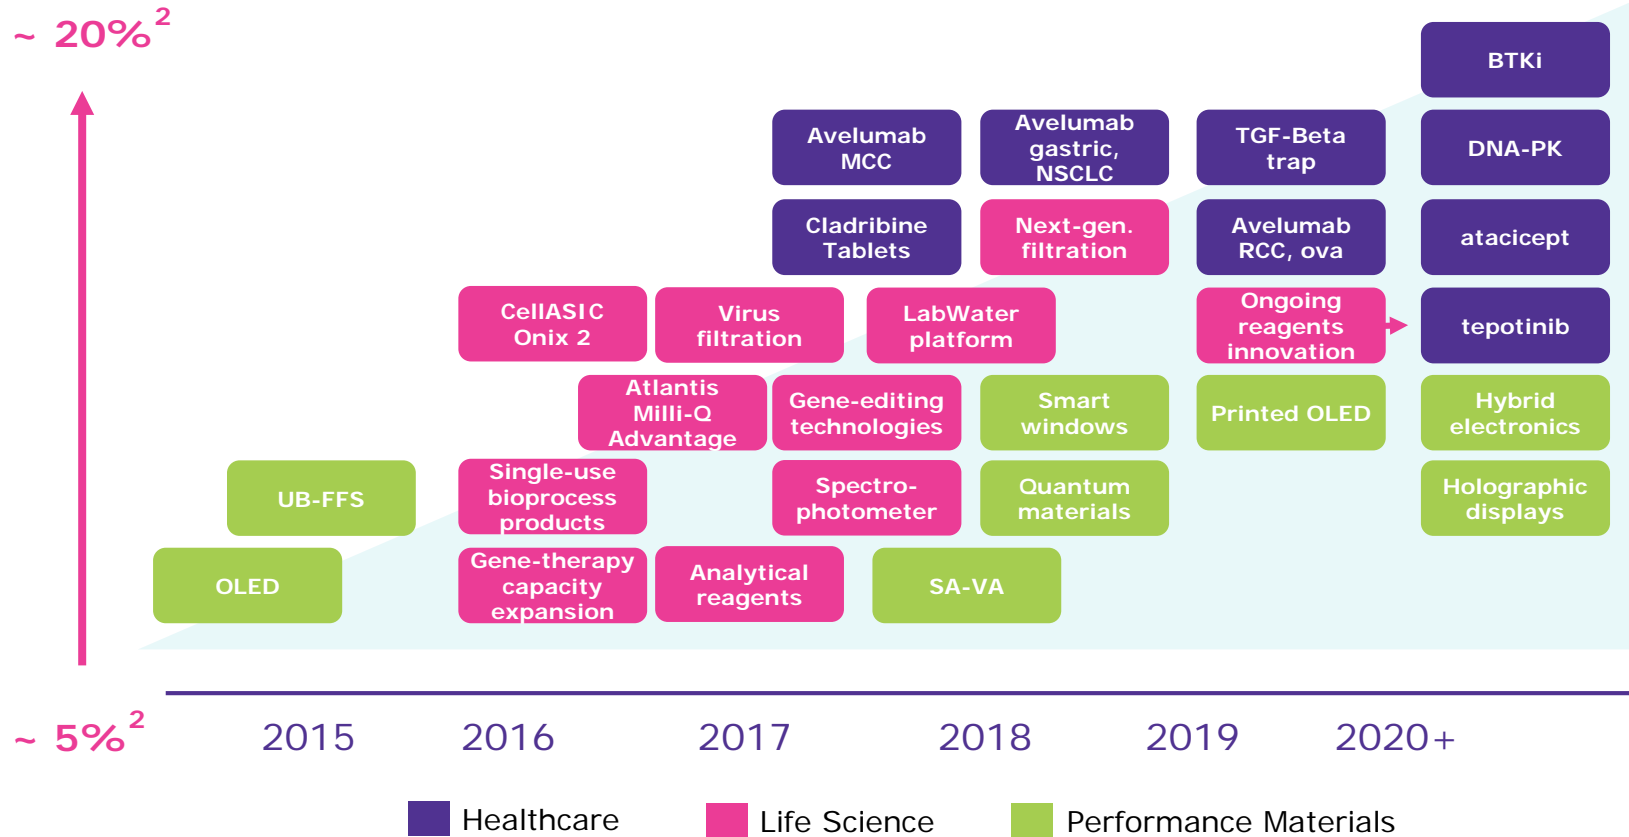 ~ 20%²
BTKi
Avelumab
MCC
Avelumab
gastric,
NSCLC
TGF-Beta
trap
DNA-PK
Cladribine
Tablets
Next-gen.
filtration
Avelumab
RCC, ova
atacicept
CellASIC
Onix 2
Virus
filtration
LabWater
platform
Ongoing
reagents
innovation
tepotinib
Atlantis
Milli-Q
Advantage
Gene-editing
technologies
Smart
windows
Printed OLED
Hybrid
electronics
UB-FFS
Single-use
bioprocess
products
Spectro-
photometer
Quantum
materials
Holographic
displays
OLED
Gene-therapy
capacity
expansion
Analytical
reagents
SA-VA
~ 5%²
2015 2016 2017 2018 2019 2020+
Healthcare Life Science Performance Materials